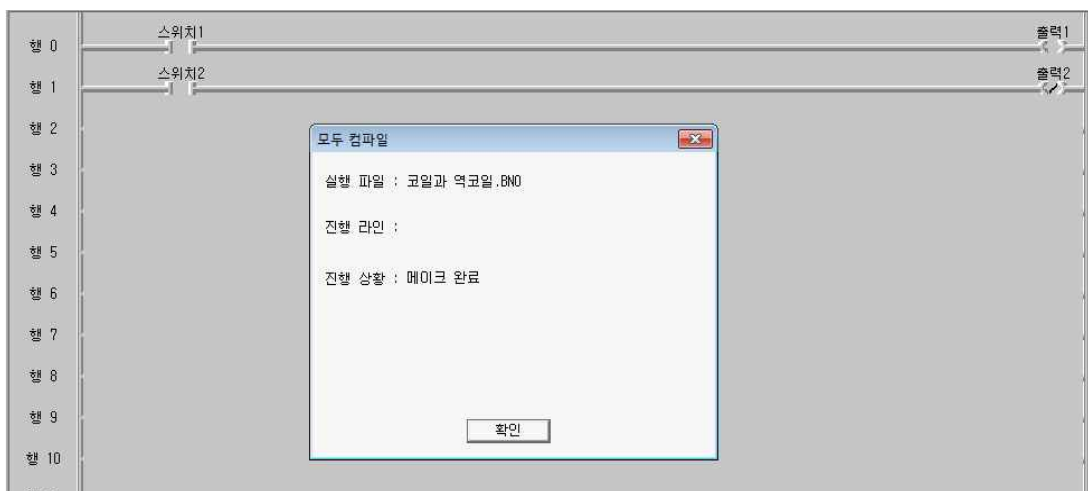 스위치1 출력1
행 0
스위치2 출력2
행 1
행 2
모두 컴파일
행 3
실행 파일 : 코일과 역코일.BN0
행 4
진행 라인 :
행 5
진행 상황 : 메이크 완료
행 6
행 7
행 8
행 9
확인
행 10